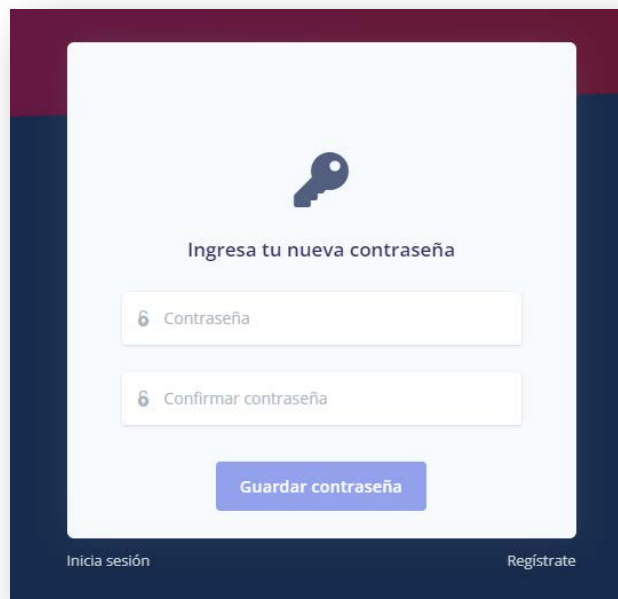 Ingresa tu nueva contraseña
Contraseña
Confirmar contraseña
Guardar contraseña
Inicia sesión
Regístrate